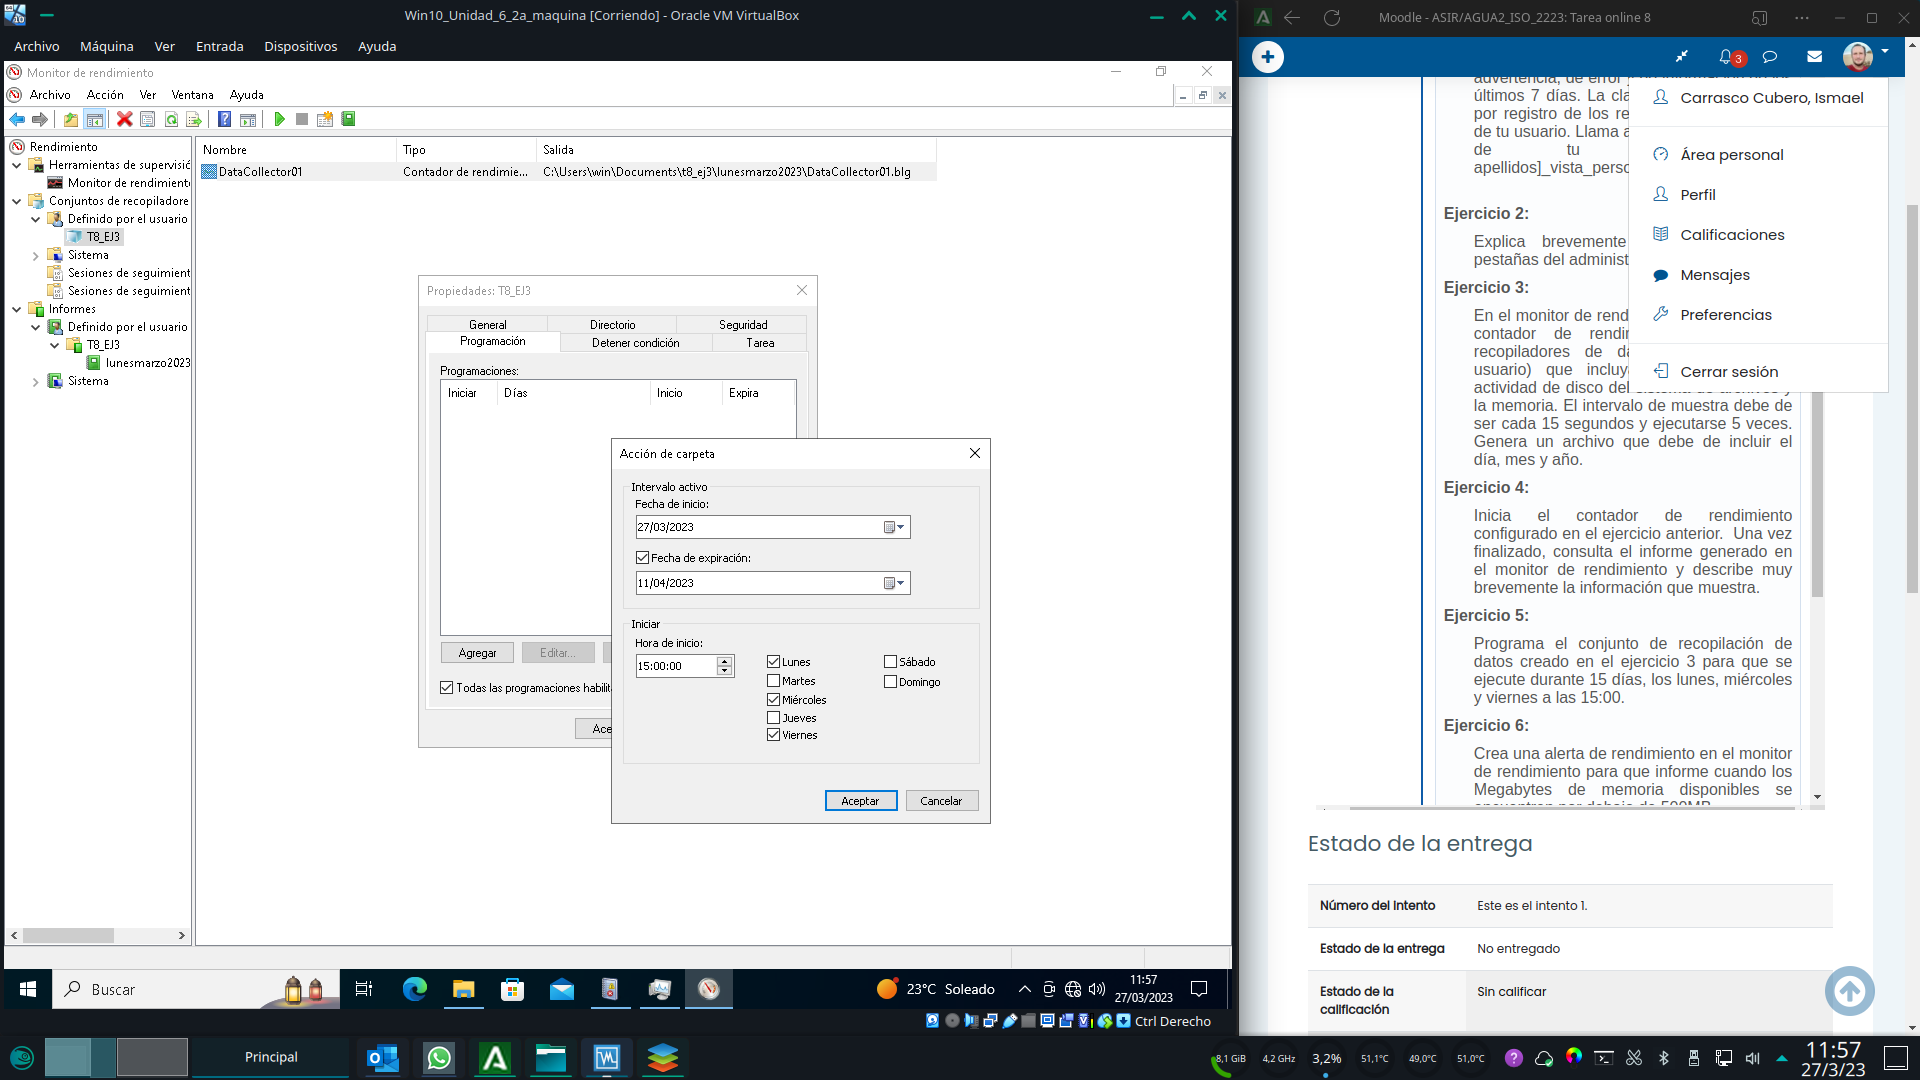 Win10_Unidad_6_2a_maquina [Corriendo] - Oracle VM VirtualBox
Archivo Máquina Ver Entrada Dispositivos Ayuda
Monitor de rendimiento
Archivo Acción Ver Ventana Ayuda
Rendimiento
Herramientas de supervisió
Monitor de rendimient
Conjuntos de recopiladore
Definido por el usuario
T8_EJ3
Sistema
Sesiones de seguimient
Sesiones de seguimient
Informes
Definido por el usuario
T8_EJ3
lunesmarzo2023
Sistema
Nombre Tipo Salida
DataCollector01 Contador de rendimie... C:\Users\win\Documents\t8_ej3\lunesmarzo2023\DataCollector01.blg
Propiedades: T8_EJ3
General Directorio Seguridad
Programación Detener condición Tarea
Programaciones:
Iniciar Días Inicio Expira
Agregar Editar...
Todas las programaciones habilit
Ace
Acción de carpeta
Intervalo activo
Fecha de inicio:
27/03/2023
Fecha de expiración:
11/04/2023
Iniciar
Hora de inicio:
15:00:00
Lunes
Martes
Miércoles
Jueves
Viernes
Sábado
Domingo
Aceptar Cancelar
Buscar
23°C Soleado
11:57
27/03/2023
Ctrl Derecho
Moodle - ASIR/AGUA2_ISO_2223: Tarea online 8
3
Carrasco Cubero, Ismael
Área personal
Perfil
Calificaciones
Mensajes
Preferencias
Cerrar sesión
últimos 7 días. La cla
por registro de los re
de tu usuario. Llama a
de tu
apellidos]_vista_perso
Ejercicio 2:
Explica brevemente
pestañas del administ
Ejercicio 3:
En el monitor de rend
contador de rendir
recopiladores de da
usuario) que incluya
actividad de disco del sistema de archivos y
la memoria. El intervalo de muestra debe de
ser cada 15 segundos y ejecutarse 5 veces.
Genera un archivo que debe de incluir el
día, mes y año.
Ejercicio 4:
Inicia el contador de rendimiento
configurado en el ejercicio anterior. Una vez
finalizado, consulta el informe generado en
el monitor de rendimiento y describe muy
brevemente la información que muestra.
Ejercicio 5:
Programa el conjunto de recopilación de
datos creado en el ejercicio 3 para que se
ejecute durante 15 días, los lunes, miércoles
y viernes a las 15:00.
Ejercicio 6:
Crea una alerta de rendimiento en el monitor
de rendimiento para que informe cuando los
Megabytes de memoria disponibles se
encuentren por debajo de 500MB
Estado de la entrega
Número del Intento Este es el intento 1.
Estado de la entrega No entregado
Estado de la calificación Sin calificar
Principal
8,1 GiB 4,2 GHz 3,2% 51,1°C 49,0°C 51,0°C
11:57
27/3/23